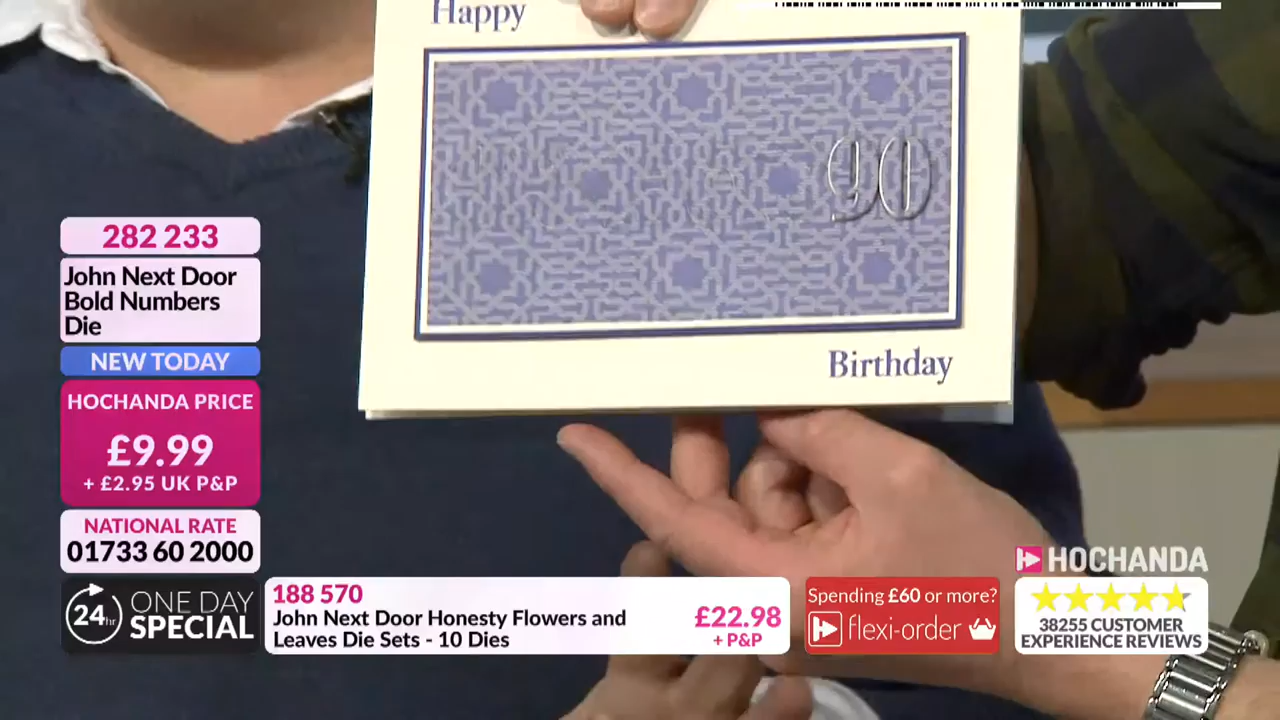 Happy
90
Birthday
282 233
John Next Door
Bold Numbers
Die
NEW TODAY
HOCHANDA PRICE
£9.99
+ £2.95 UK P&P
NATIONAL RATE
01733 60 2000
24hr
ONE DAY
SPECIAL
188 570
John Next Door Honesty Flowers and
Leaves Die Sets - 10 Dies
£22.98
+ P&P
Spending £60 or more?
flexi-order
HOCHANDA
38255 CUSTOMER
EXPERIENCE REVIEWS